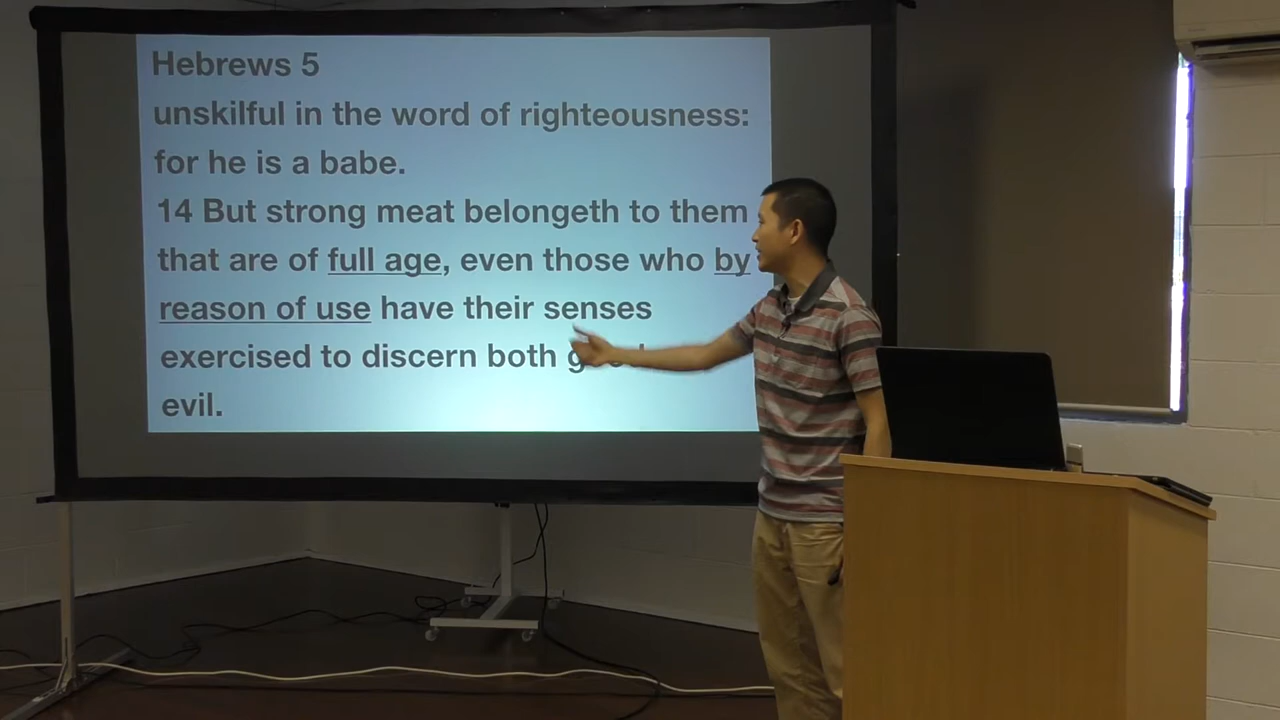 Hebrews 5
unskilful in the word of righteousness:
for he is a babe.
14 But strong meat belongeth to them
that are of full age, even those who by
reason of use have their senses
exercised to discern both
evil.